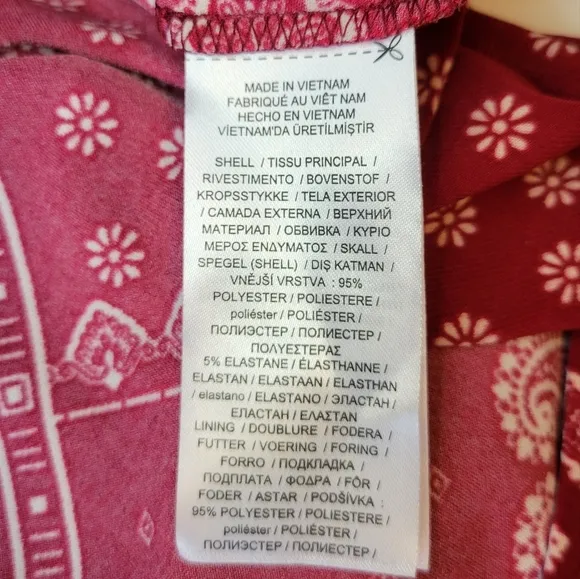 MADE IN VIETNAM
FABRIQUÉ AU VIÊT NAM
HECHO EN VIETNAM
VİETNAM'DA ÜRETİLMİŞTİR
SHELL / TISSU PRINCIPAL /
RIVESTIMENTO / BOVENSTOF /
KROPSSTYKKE / TELA EXTERIOR
/ CAMADA EXTERNA / ВЕРХНИЙ
МАТЕРИАЛ / ОБВИВКА / ΚΥΡΙΟ
ΜΕΡΟΣ ΕΝΔΥΜΑΤΟΣ / SKALL /
SPEGEL (SHELL) / DIŞ KATMAN /
VNĚJŠÍ VRSTVA : 95%
POLYESTER / POLIESTERE /
poliéster / POLIÉSTER /
ПОЛИЭСТЕР / ПОЛИЕСТЕР /
ΠΟΛΥΕΣΤΕΡΑΣ
5% ELASTANE / ÉLASTHANNE /
ELASTAN / ELASTAAN / ELASTHAN
/ elastano / ELASTANO / ЭЛАСТАН /
ЕЛАСТАН / ΕΛΑΣΤΑΝ
LINING / DOUBLURE / FODERA /
FUTTER / VOERING / FORING /
FORRO / ПОДКЛАДКА /
ПОДПЛАТА / ΦΟΔΡΑ / FÔR /
FODER / ASTAR / PODŠÍVKA :
95% POLYESTER / POLIESTERE /
poliéster / POLIÉSTER /
ПОЛИЭСТЕР / ПОЛИЕСТЕР /